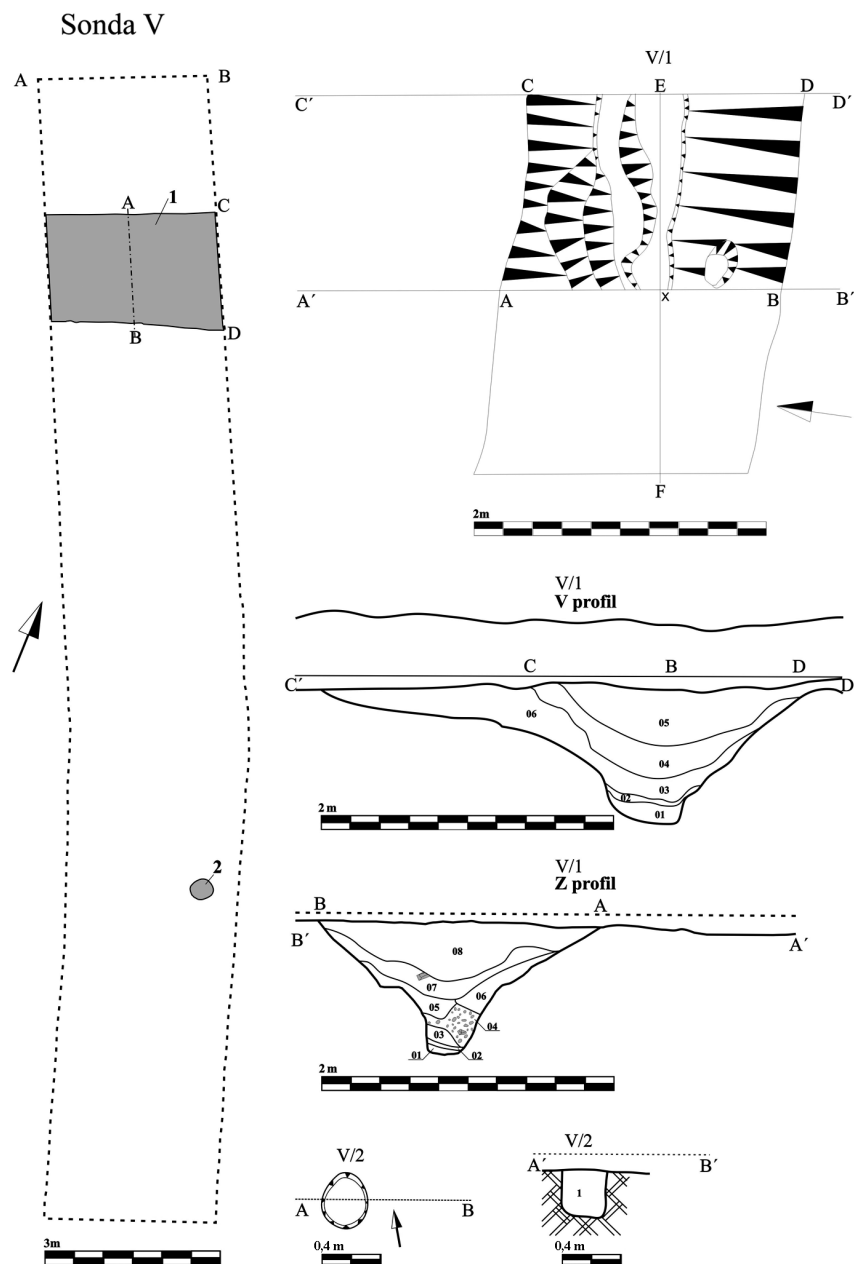 Sonda V
A B
1
A C
B D
2
3m
V/1
C E D
C´ D´
A´ A X B B´
F
2m
V/1
V profil
C´ C B D D
06 05
04
03
02
01
2 m
V/1
Z profil
B A
B´ A´
08
07
06
05
04
03
01 02
2 m
V/2
A B
0,4 m
V/2
A´ B´
1
0,4 m